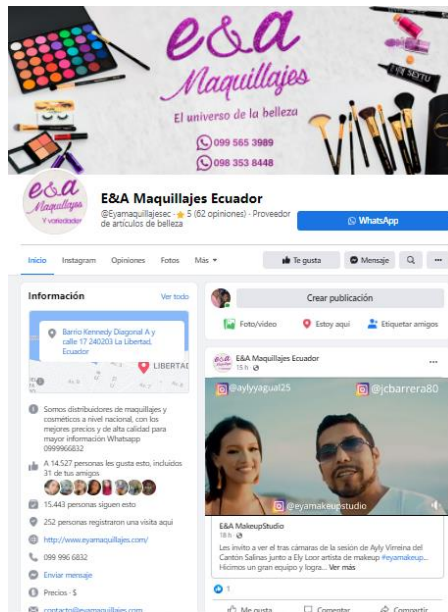 e&a
Maquillajes
El universo de la belleza
099 565 3989
098 353 8448
e&a
Maquillajes
Y variedades
E&A Maquillajes Ecuador
@Eyamaquillajesec · 5 (62 opiniones) · Proveedor
de artículos de belleza
WhatsApp
Inicio Instagram Opiniones Fotos Más
Te gusta Mensaje
Información Ver todo
Barrio Kennedy Diagonal A y
calle 17 240203 La Libertad,
Ecuador
LIBERTAD
Somos distribuidores de maquillajes y
cosméticos a nivel nacional, con los
mejores precios y de alta calidad para
mayor información Whatsapp
0999966832
A 14.527 personas les gusta esto, incluidos
31 de tus amigos
15.443 personas siguen esto
252 personas registraron una visita aquí
http://www.eyamaquillajes.com/
099 996 6832
Enviar mensaje
Precios · $
contacto@eyamaquillajes.com
Crear publicación
Foto/video Estoy aquí Etiquetar amigos
E&A Maquillajes Ecuador
15 h
@aylyyagual25 @jcbarrera80
@eyamakeupstudio
E&A MakeupStudio
18 h
Les invito a ver el tras cámaras de la sesión de Ayly Virreina del
Cantón Salinas junto a Ely Loor artista de makeup #eyamakeup...
Hicimos un gran equipo y logra... Ver más
1
Me gusta Comentar Compartir